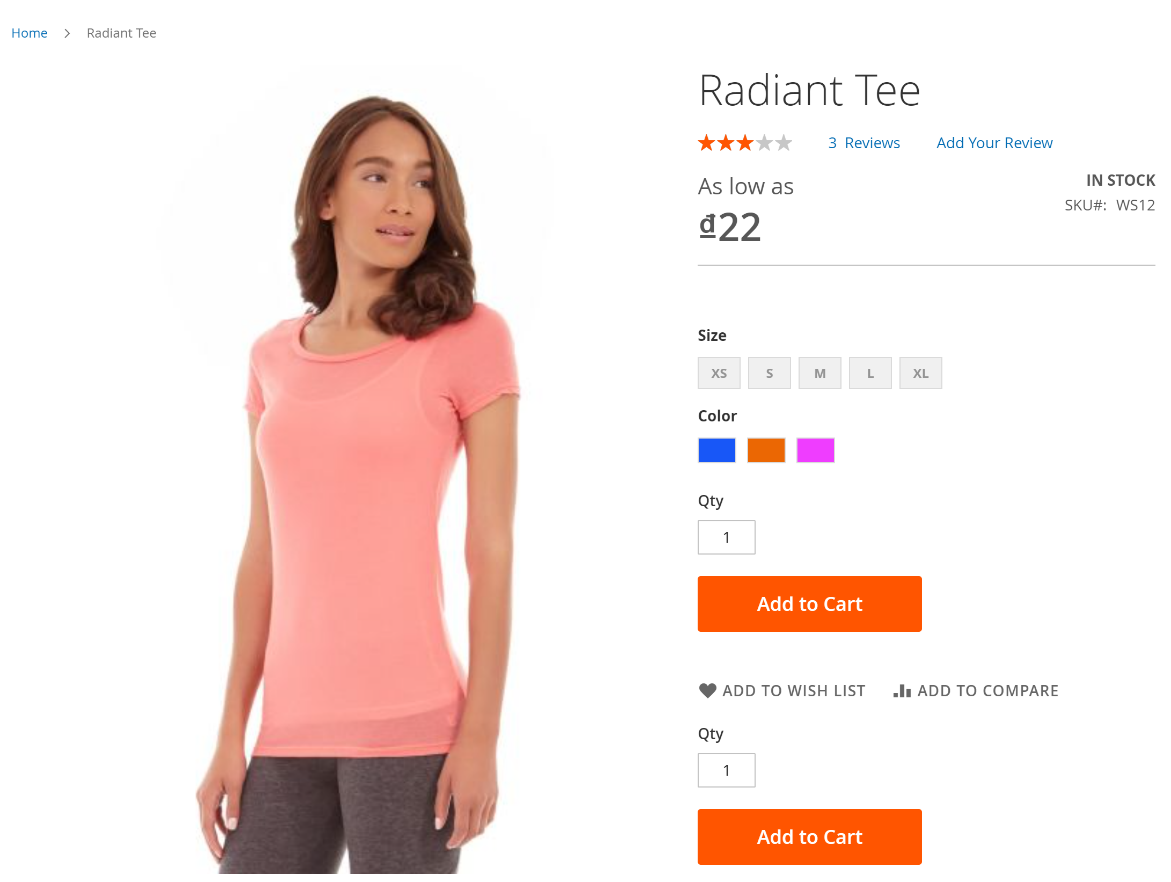 Home > Radiant Tee
Radiant Tee
3 Reviews Add Your Review
As low as
₫22
IN STOCK
SKU#: WS12
Size
XS S M L XL
Color
Qty
1
Add to Cart
ADD TO WISH LIST ADD TO COMPARE
Qty
1
Add to Cart